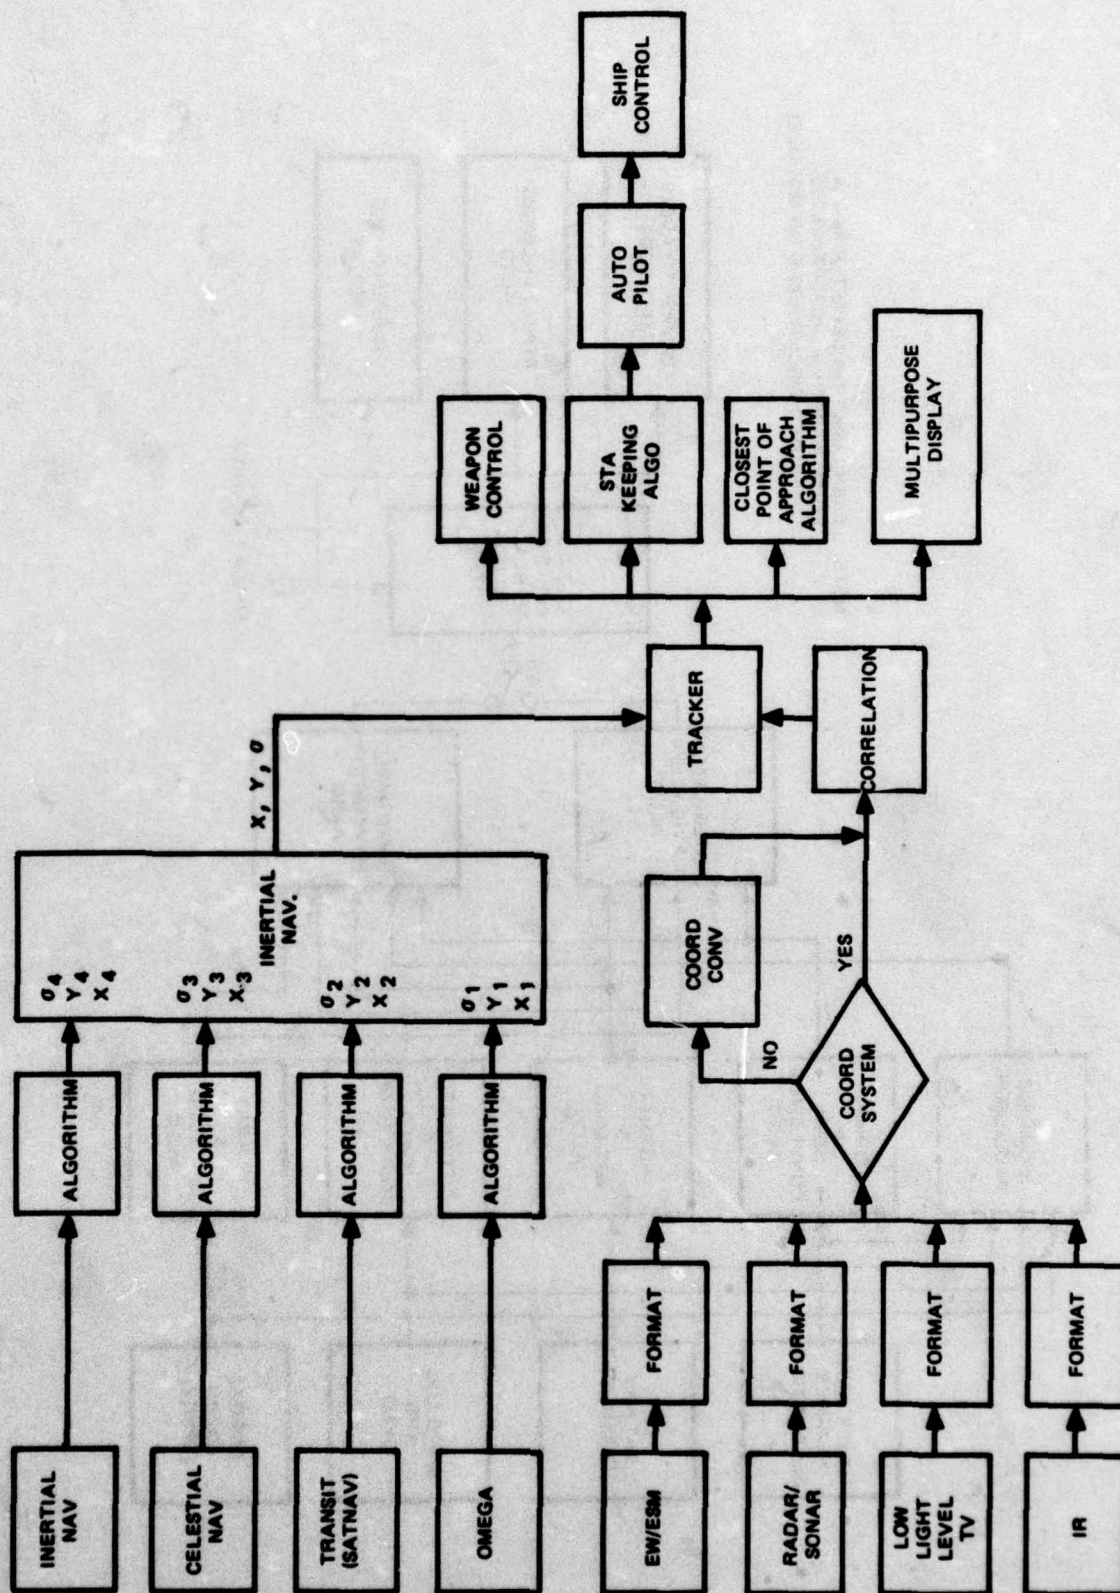 INERTIAL
NAV
CELESTIAL
NAV
TRANSIT
(SATNAV)
OMEGA
ALGORITHM
ALGORITHM
ALGORITHM
ALGORITHM
σ4
Y4
X4
σ3
Y3
X3
σ2
Y2
X2
σ1
Y1
X1
INERTIAL
NAV.
X, Y, σ
EW/ESM
RADAR/
SONAR
LOW
LIGHT
LEVEL
TV
IR
FORMAT
FORMAT
FORMAT
FORMAT
COORD
SYSTEM
NO
YES
COORD
CONV
CORRELATION
TRACKER
WEAPON
CONTROL
STA
KEEPING
ALGO
CLOSEST
POINT OF
APPROACH
ALGORITHM
MULTIPURPOSE
DISPLAY
AUTO
PILOT
SHIP
CONTROL